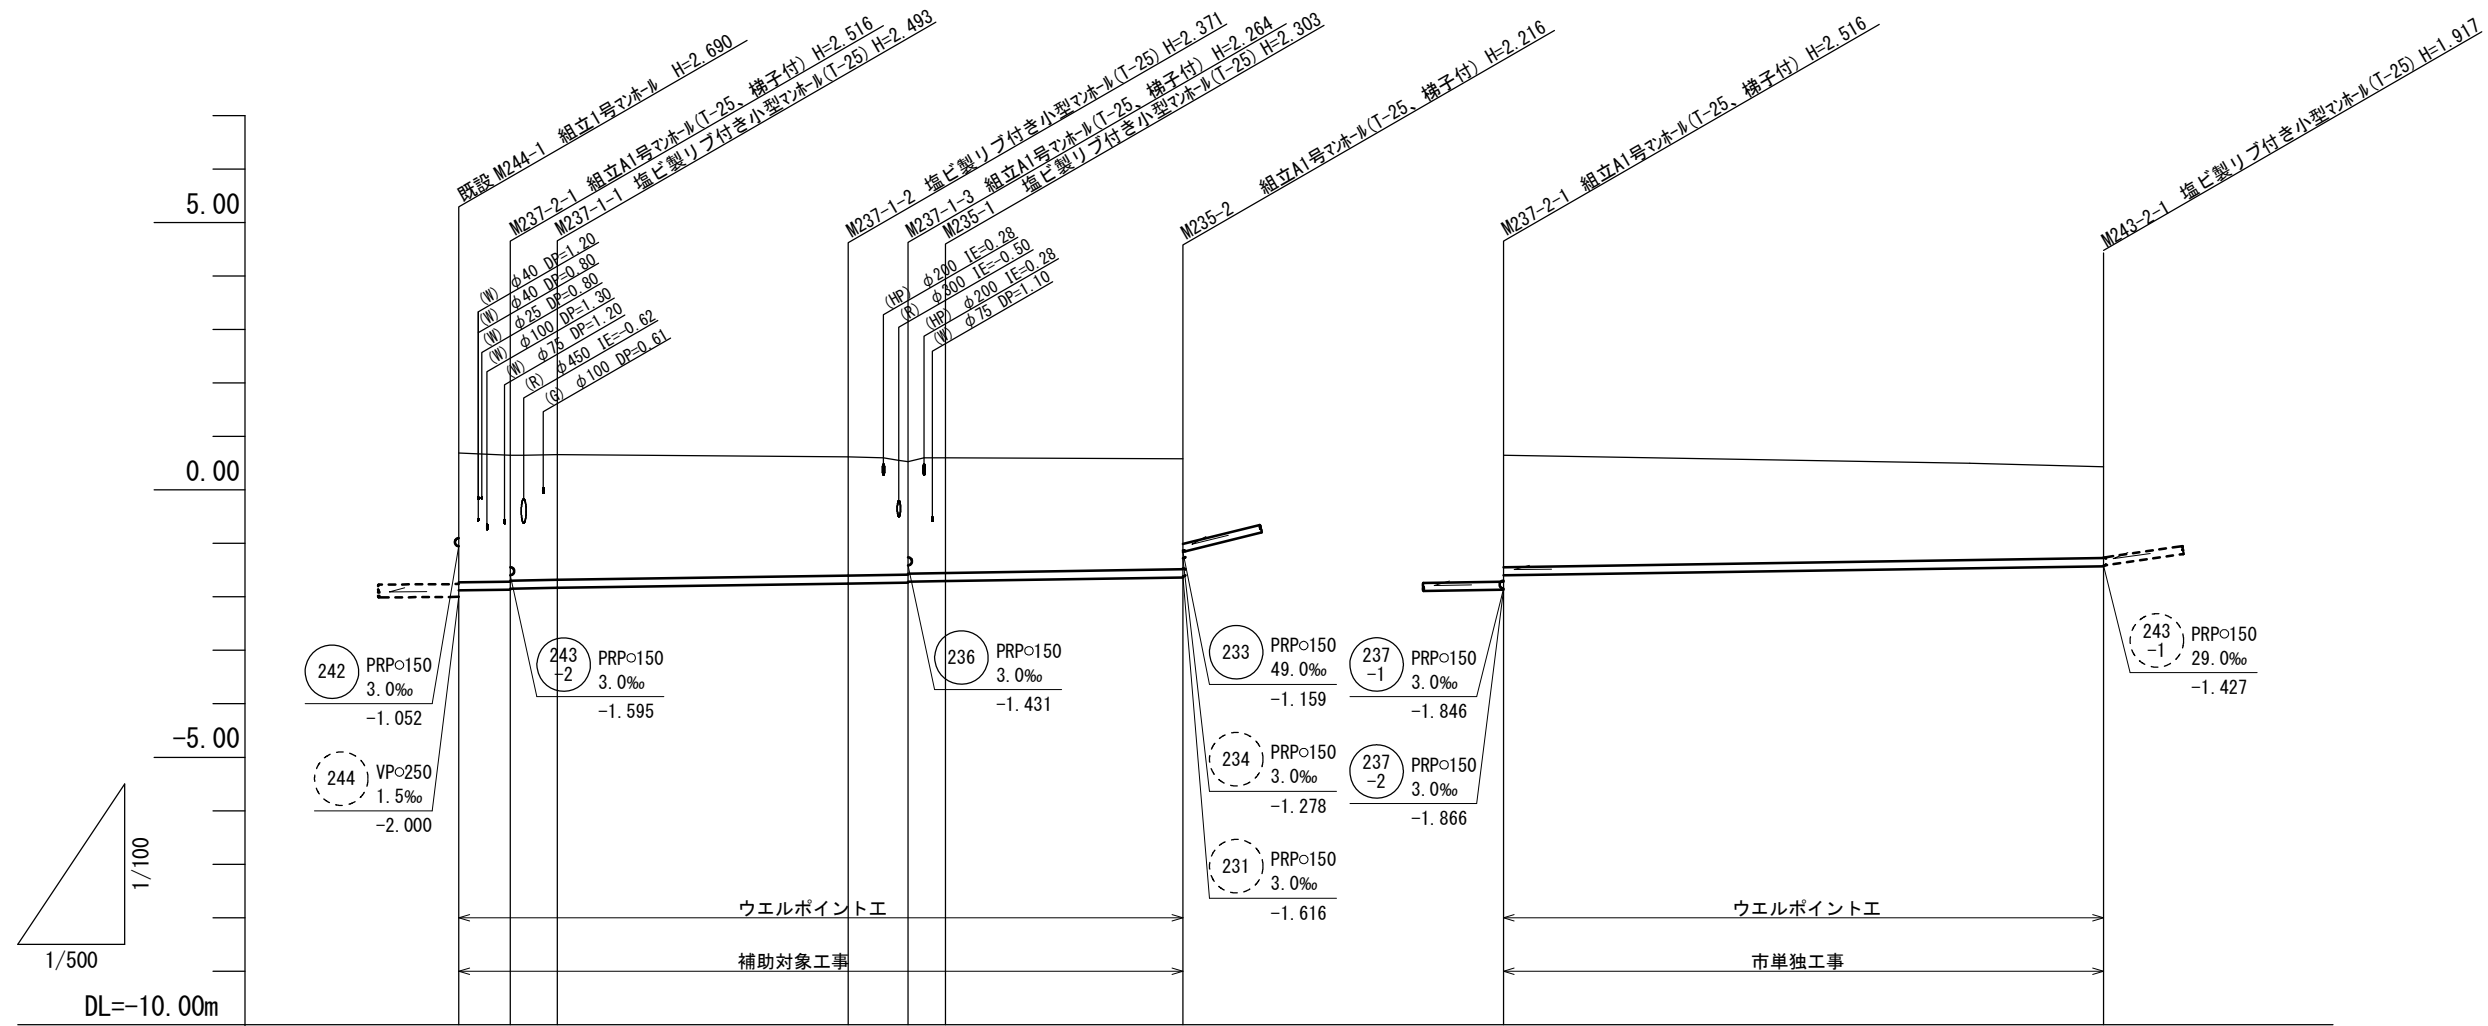 既設 M244-1 組立1号マンホール H=2.690
M237-2-1 組立A1号マンホール(T-25、梯子付) H=2.516
M237-1-1 塩ビ製リブ付き小型マンホール(T-25) H=2.493
M237-1-2 塩ビ製リブ付き小型マンホール(T-25) H=2.371
M237-1-3 組立A1号マンホール(T-25、梯子付) H=2.264
M235-1 塩ビ製リブ付き小型マンホール(T-25) H=2.303
M235-2 組立A1号マンホール(T-25、梯子付) H=2.216
M237-2-1 組立A1号マンホール(T-25、梯子付) H=2.516
M243-2-1 塩ビ製リブ付き小型マンホール(T-25) H=1.917
(W) φ40 DP=1.20
(W) φ40 DP=0.80
(W) φ25 DP=0.80
(W) φ100 DP=1.30
(W) φ75 DP=1.20
(R) φ450 IE=-0.62
(G) φ100 DP=0.61
(HP) φ200 IE=0.28
(R) φ300 IE=-0.50
(HP) φ200 IE=0.28
(W) φ75 DP=1.10
5.00
0.00
-5.00
DL=-10.00m
1/100
1/500
242
PRP○150
3.0‰
-1.052
244
VP○250
1.5‰
-2.000
243
-2
PRP○150
3.0‰
-1.595
236
PRP○150
3.0‰
-1.431
233
PRP○150
49.0‰
-1.159
234
PRP○150
3.0‰
-1.278
231
PRP○150
3.0‰
-1.616
237
-1
PRP○150
3.0‰
-1.846
237
-2
PRP○150
3.0‰
-1.866
243
-1
PRP○150
29.0‰
-1.427
ウエルポイント工
補助対象工事
ウエルポイント工
市単独工事